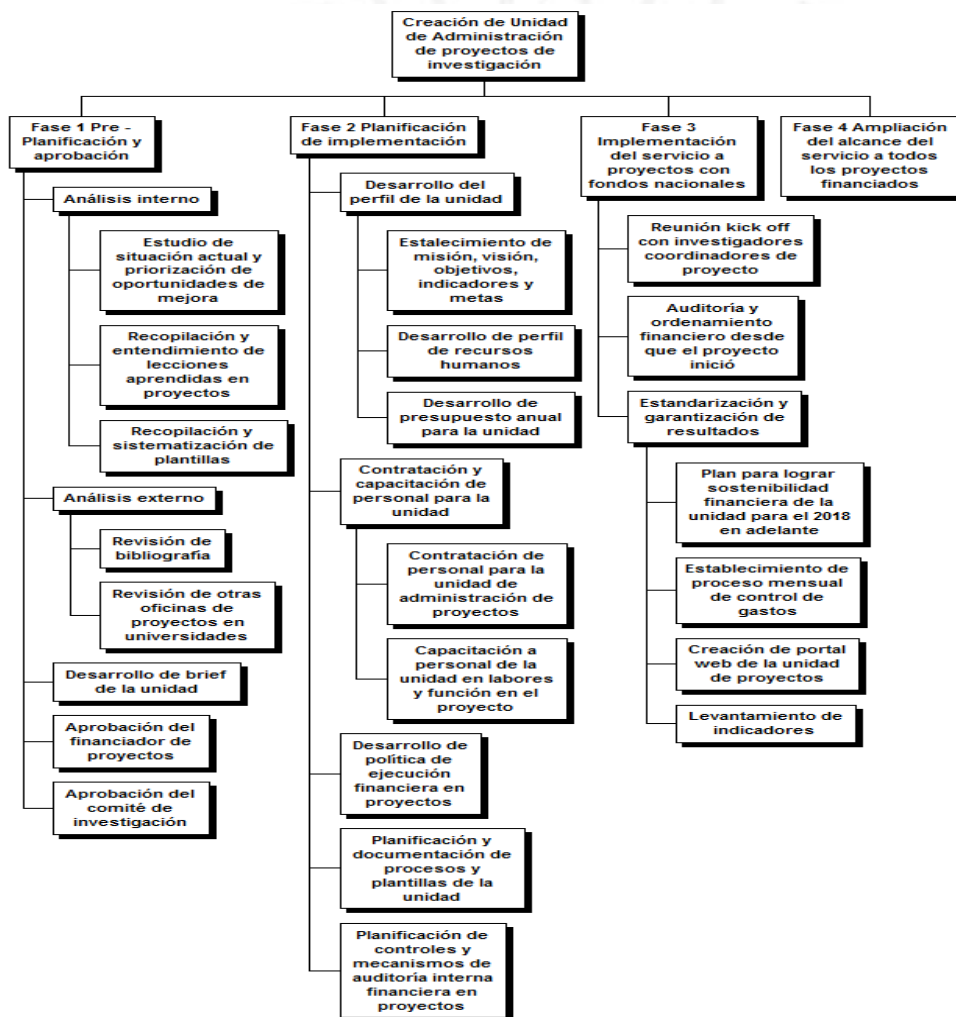 Creación de Unidad
de Administración
de proyectos de
investigación
Fase 1 Pre -
Planificación y
aprobación
Análisis interno
Estudio de
situación actual y
priorización de
oportunidades de
mejora
Recopilación y
entendimiento de
lecciones
aprendidas en
proyectos
Recopilación y
sistematización de
plantillas
Análisis externo
Revisión de
bibliografía
Revisión de otras
oficinas de
proyectos en
universidades
Desarrollo de brief
de la unidad
Aprobación del
financiador de
proyectos
Aprobación del
comité de
investigación
Fase 2 Planificación
de implementación
Desarrollo del
perfil de la unidad
Estalecimiento de
misión, visión,
objetivos,
indicadores y
metas
Desarrollo de perfil
de recursos
humanos
Desarrollo de
presupuesto anual
para la unidad
Contratación y
capacitación de
personal para la
unidad
Contratación de
personal para la
unidad de
administración de
proyectos
Capacitación a
personal de la
unidad en labores
y función en el
proyecto
Desarrollo de
política de
ejecución
financiera en
proyectos
Planificación y
documentación de
procesos y
plantillas de la
unidad
Planificación de
controles y
mecanismos de
auditoría interna
financiera en
proyectos
Fase 3
Implementación
del servicio a
proyectos con
fondos nacionales
Reunión kick off
con investigadores
coordinadores de
proyecto
Auditoría y
ordenamiento
financiero desde
que el proyecto
inició
Estandarización y
garantización de
resultados
Plan para lograr
sostenibilidad
financiera de la
unidad para el 2018
en adelante
Establecimiento de
proceso mensual
de control de
gastos
Creación de portal
web de la unidad
de proyectos
Levantamiento de
indicadores
Fase 4 Ampliación
del alcance del
servicio a todos
los proyectos
financiados